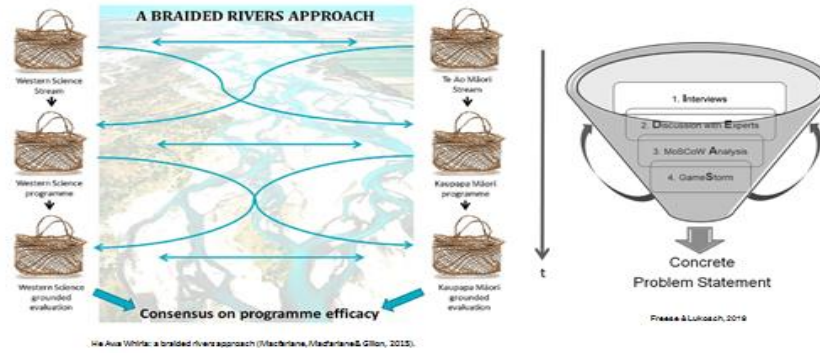 A BRAIDED RIVERS APPROACH
Western Science
Stream
Te Ao Māori
Stream
Western Science
programme
Kaupapa Māori
programme
Western Science
grounded
evaluation
Kaupapa Māori
grounded
evaluation
Consensus on programme efficacy
He Awa Whiria: a braided rivers approach (Macfarlane, Macfarlane & Gillon, 2015).
t
1. Interviews
2. Discussion with Experts
3. MoSCoW Analysis
4. GameStorm
Concrete
Problem Statement
Freese & Lukosch, 2019